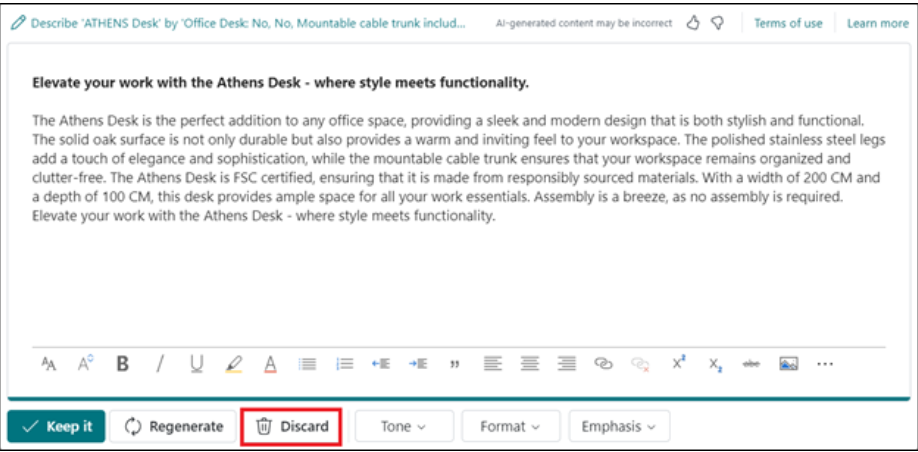 Describe 'ATHENS Desk' by 'Office Desk: No, No, Mountable cable trunk includ... AI-generated content may be incorrect Terms of use Learn more
Elevate your work with the Athens Desk - where style meets functionality.
The Athens Desk is the perfect addition to any office space, providing a sleek and modern design that is both stylish and functional.
The solid oak surface is not only durable but also provides a warm and inviting feel to your workspace. The polished stainless steel legs
add a touch of elegance and sophistication, while the mountable cable trunk ensures that your workspace remains organized and
clutter-free. The Athens Desk is FSC certified, ensuring that it is made from responsibly sourced materials. With a width of 200 CM and
a depth of 100 CM, this desk provides ample space for all your work essentials. Assembly is a breeze, as no assembly is required.
Elevate your work with the Athens Desk - where style meets functionality.
AA A B I U A " X² X₂ abc ...
Keep it Regenerate Discard Tone Format Emphasis